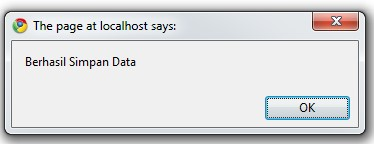 The page at localhost says:
Berhasil Simpan Data
OK